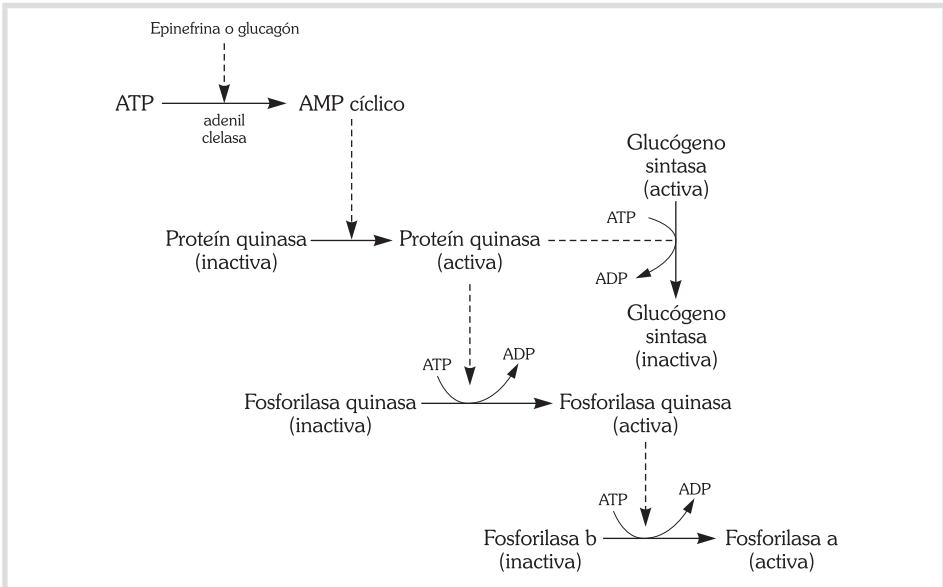 Epinefrina o glucagón
ATP
AMP cíclico
adenil
clelasa
Glucógeno
sintasa
(activa)
ATP
Proteín quinasa
(inactiva)
Proteín quinasa
(activa)
ADP
Glucógeno
sintasa
(inactiva)
ATP
ADP
Fosforilasa quinasa
(inactiva)
Fosforilasa quinasa
(activa)
ATP
ADP
Fosforilasa b
(inactiva)
Fosforilasa a
(activa)